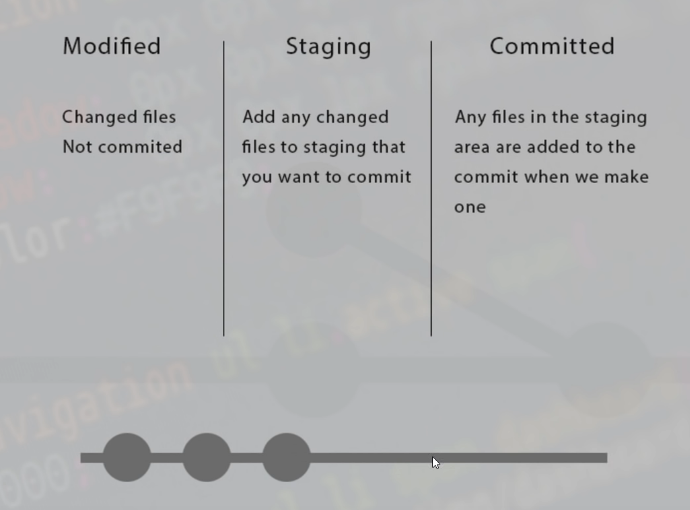 Modified
Staging
Committed
Changed files
Not commited
Add any changed
files to staging that
you want to commit
Any files in the staging
area are added to the
commit when we make
one